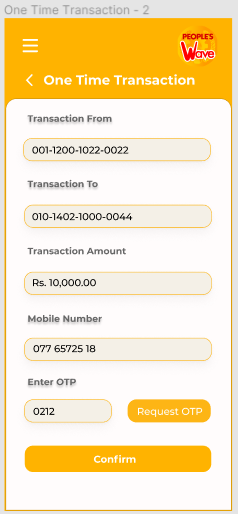 One Time Transaction - 2
PEOPLE'S
Wave
One Time Transaction
Transaction From
001-1200-1022-0022
Transaction To
010-1402-1000-0044
Transaction Amount
Rs. 10,000.00
Mobile Number
077 65725 18
Enter OTP
0212
Request OTP
Confirm